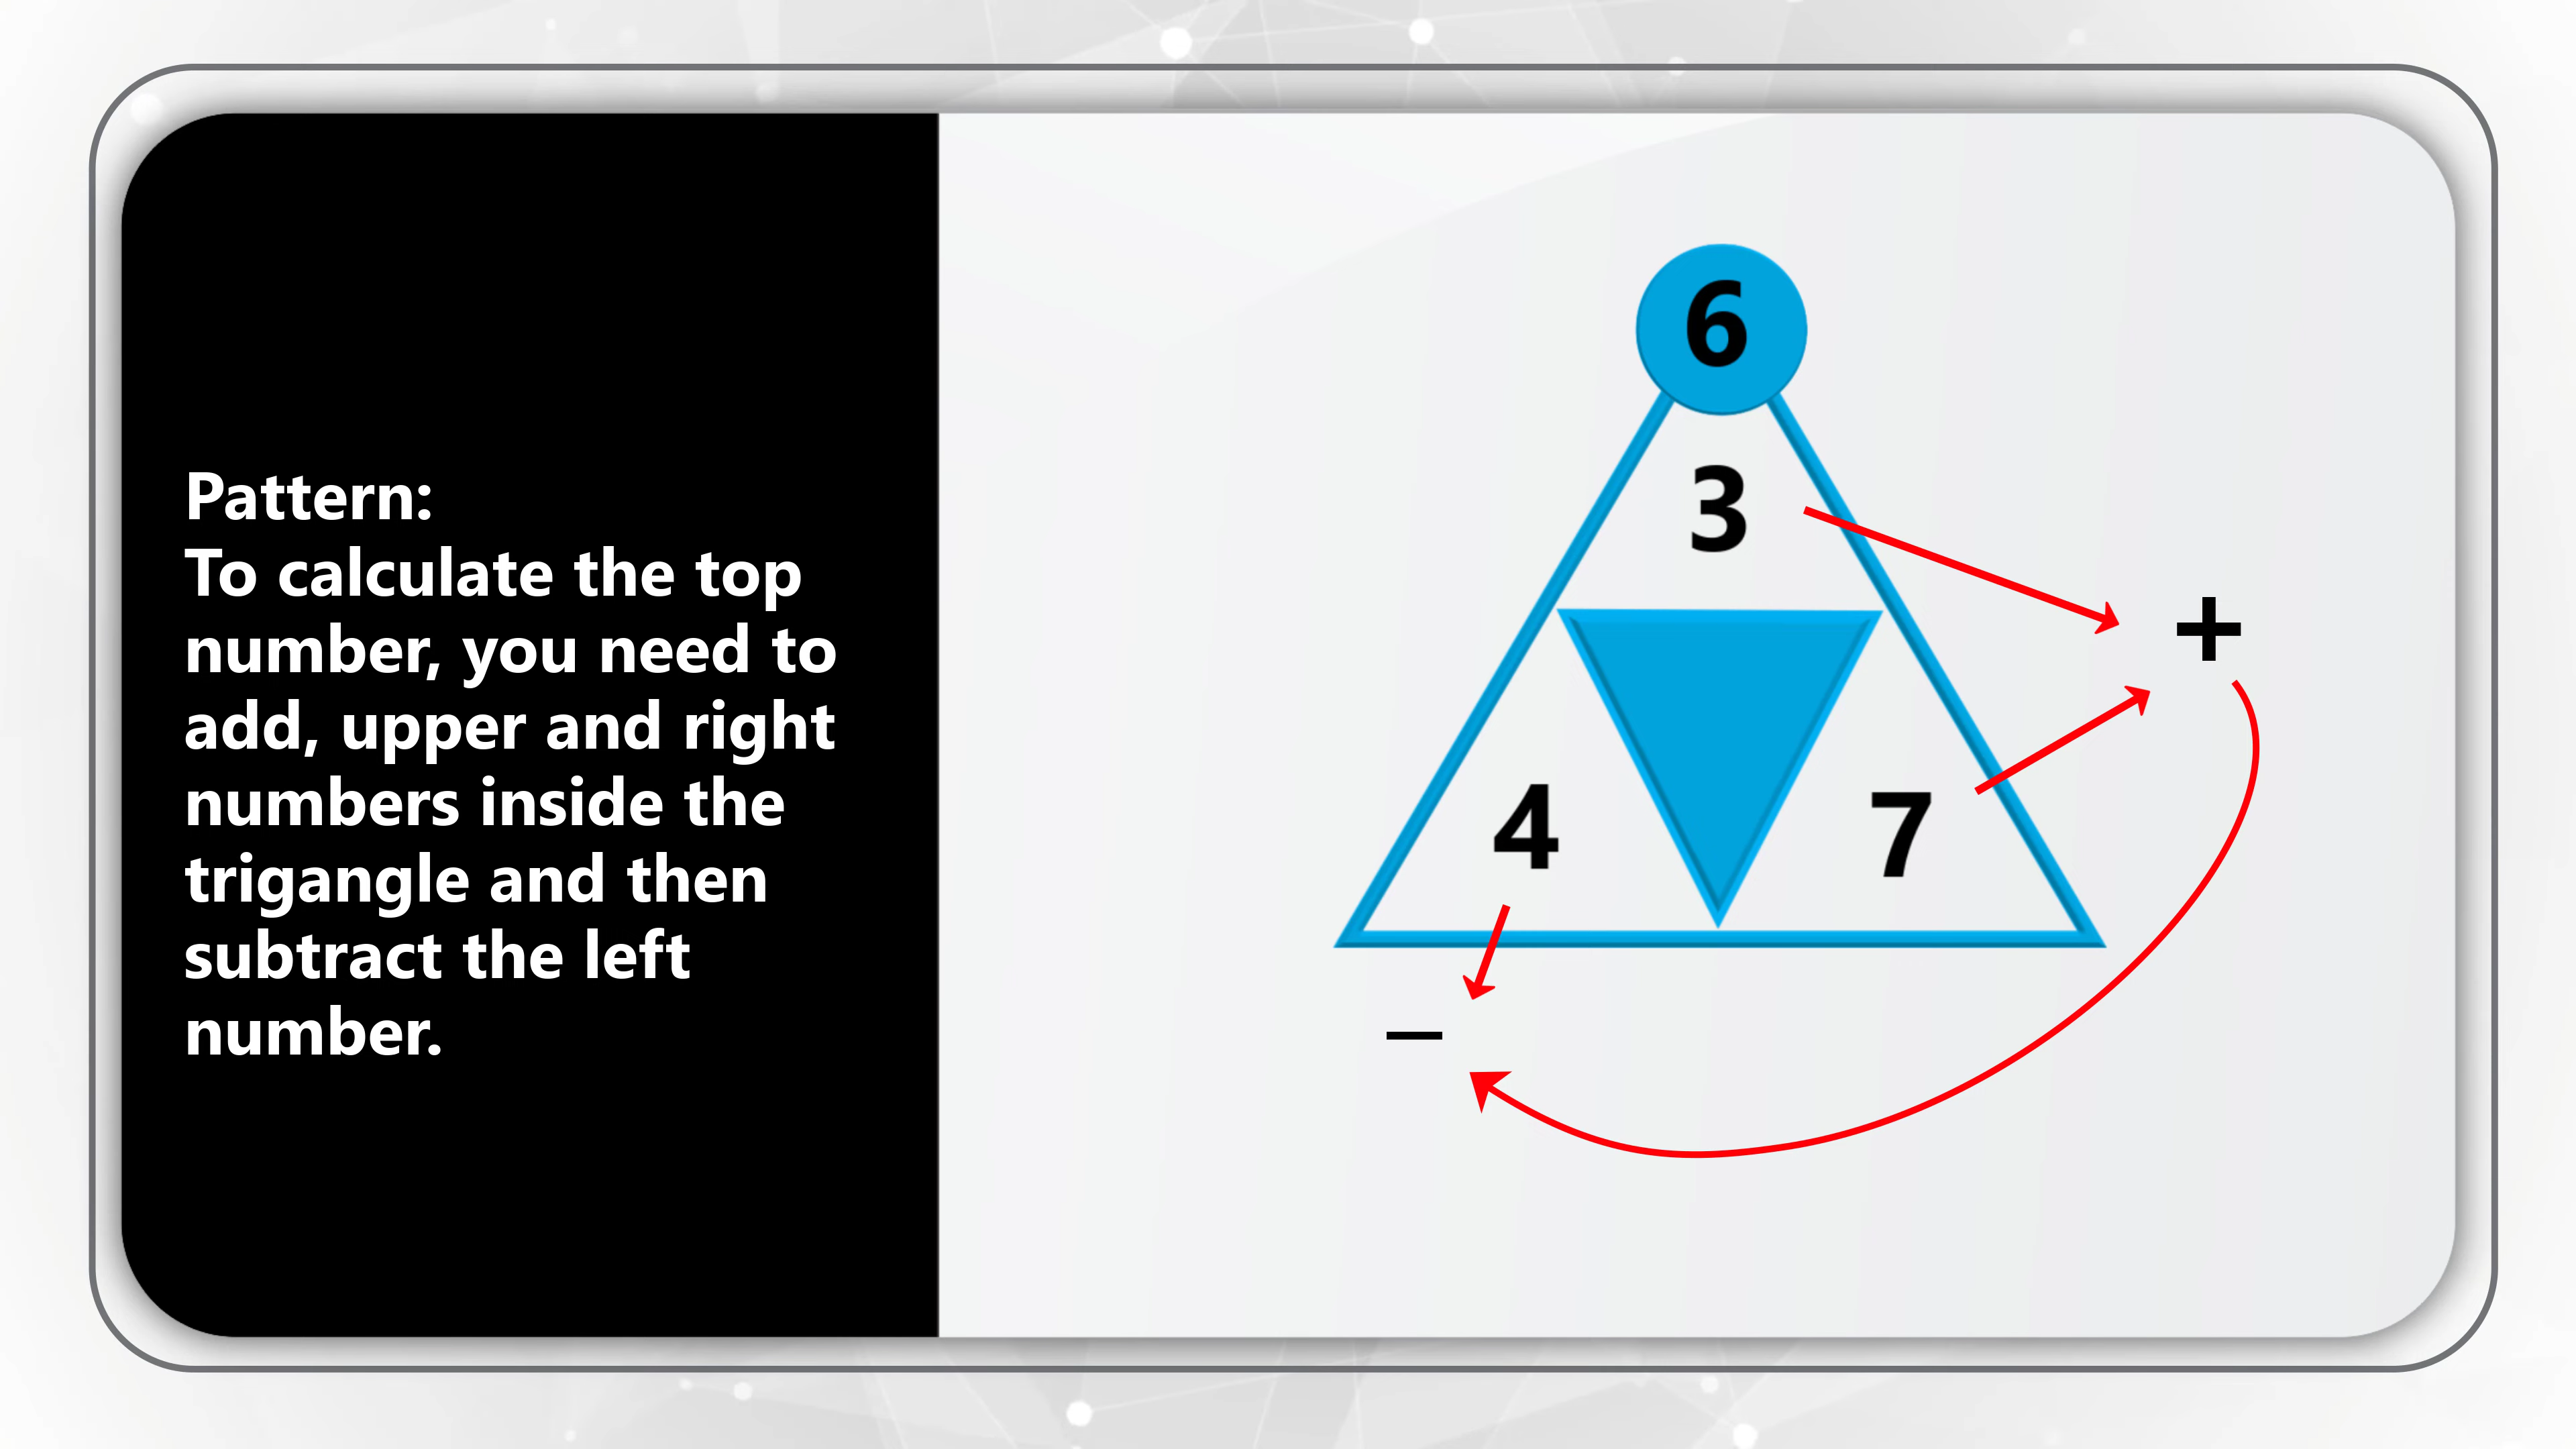 Pattern:
To calculate the top
number, you need to
add, upper and right
numbers inside the
trigangle and then
subtract the left
number.
6
3
+
4
7
–